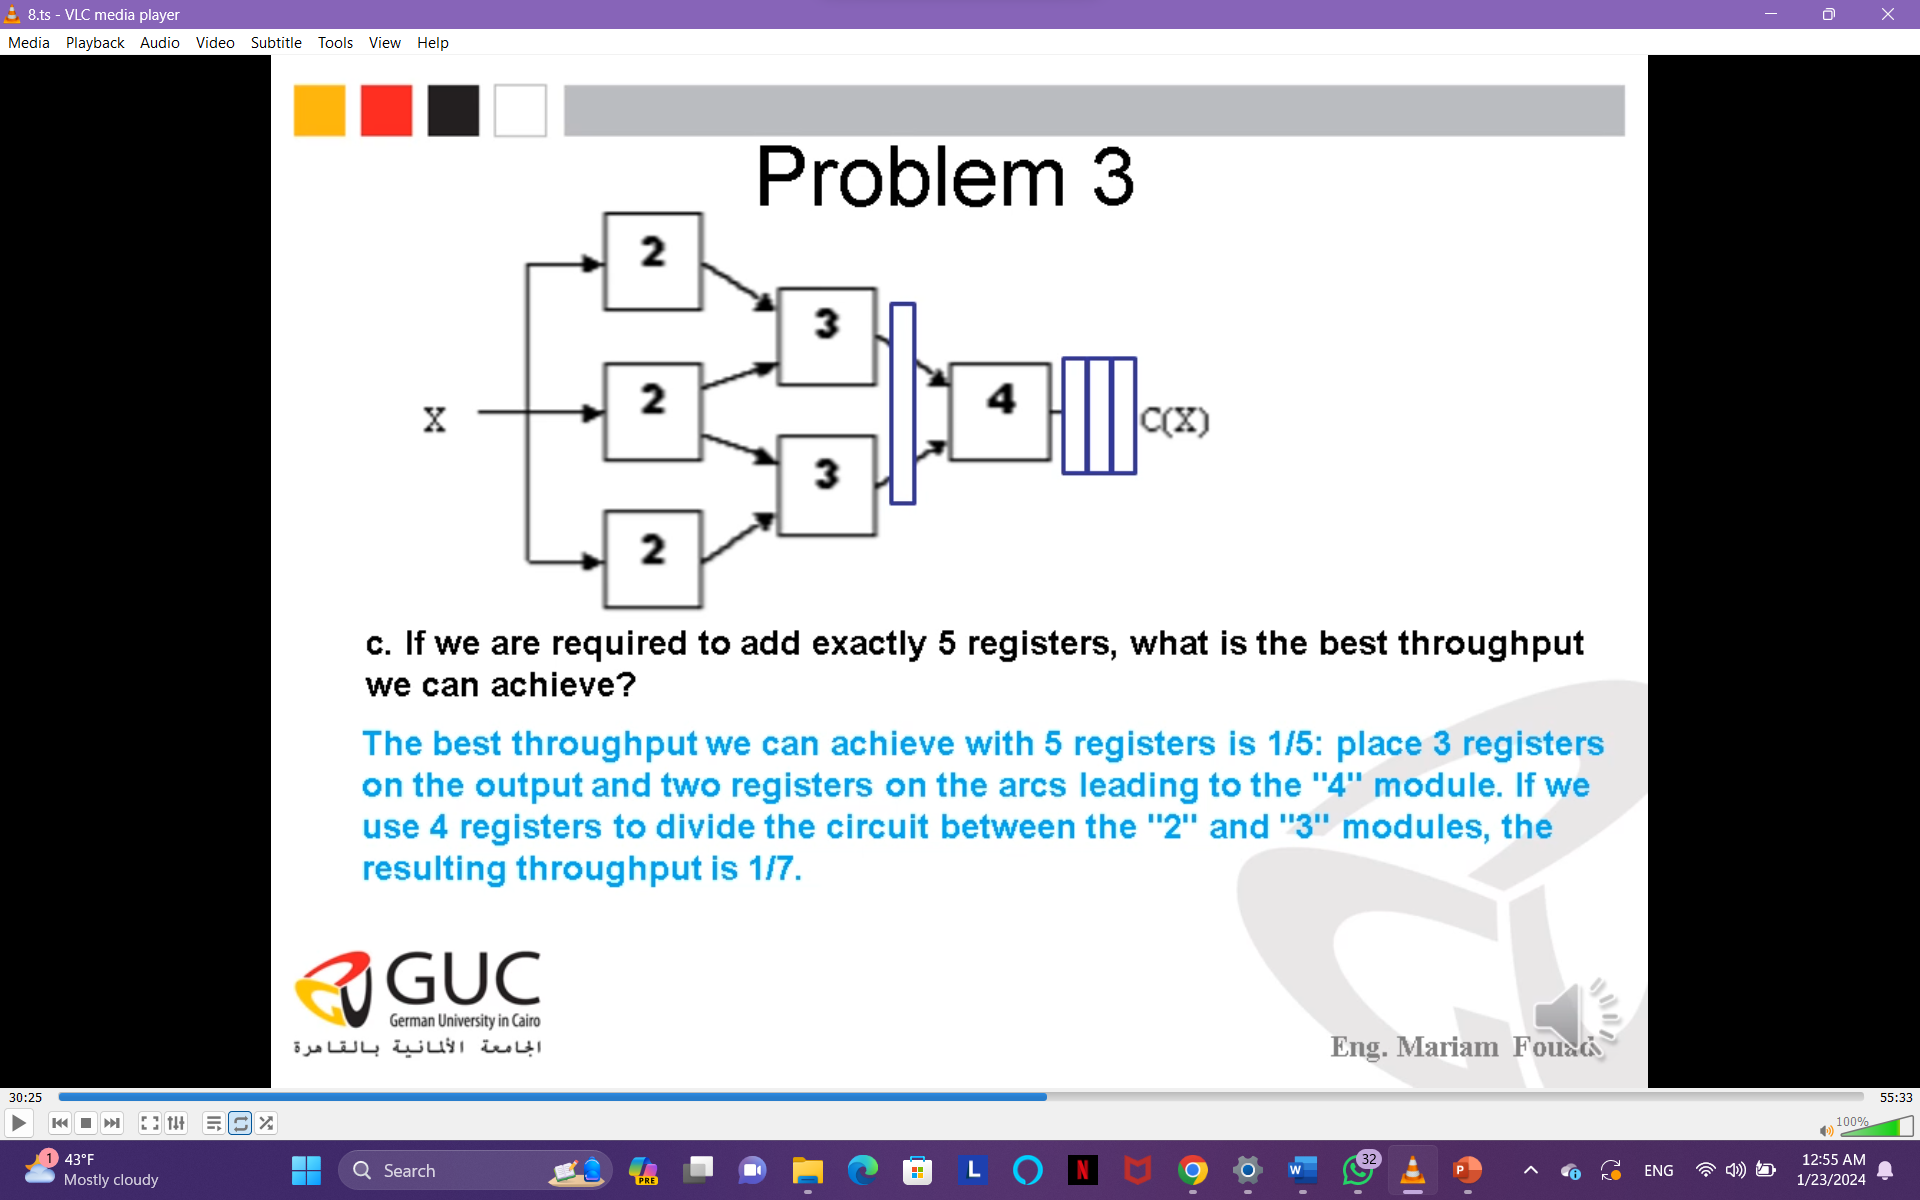 8.ts - VLC media player
Media Playback Audio Video Subtitle Tools View Help
Problem 3
2
3
2
4
X
C(X)
3
2
c. If we are required to add exactly 5 registers, what is the best throughput
we can achieve?
The best throughput we can achieve with 5 registers is 1/5: place 3 registers
on the output and two registers on the arcs leading to the "4" module. If we
use 4 registers to divide the circuit between the "2" and "3" modules, the
resulting throughput is 1/7.
GUC
German University in Cairo
الجامعة الألمانية بالقاهرة
Eng. Mariam Fouad
30:25
55:33
100%
1
43°F
Mostly cloudy
Search
PRE
L
N
W
32
P
ENG
12:55 AM
1/23/2024